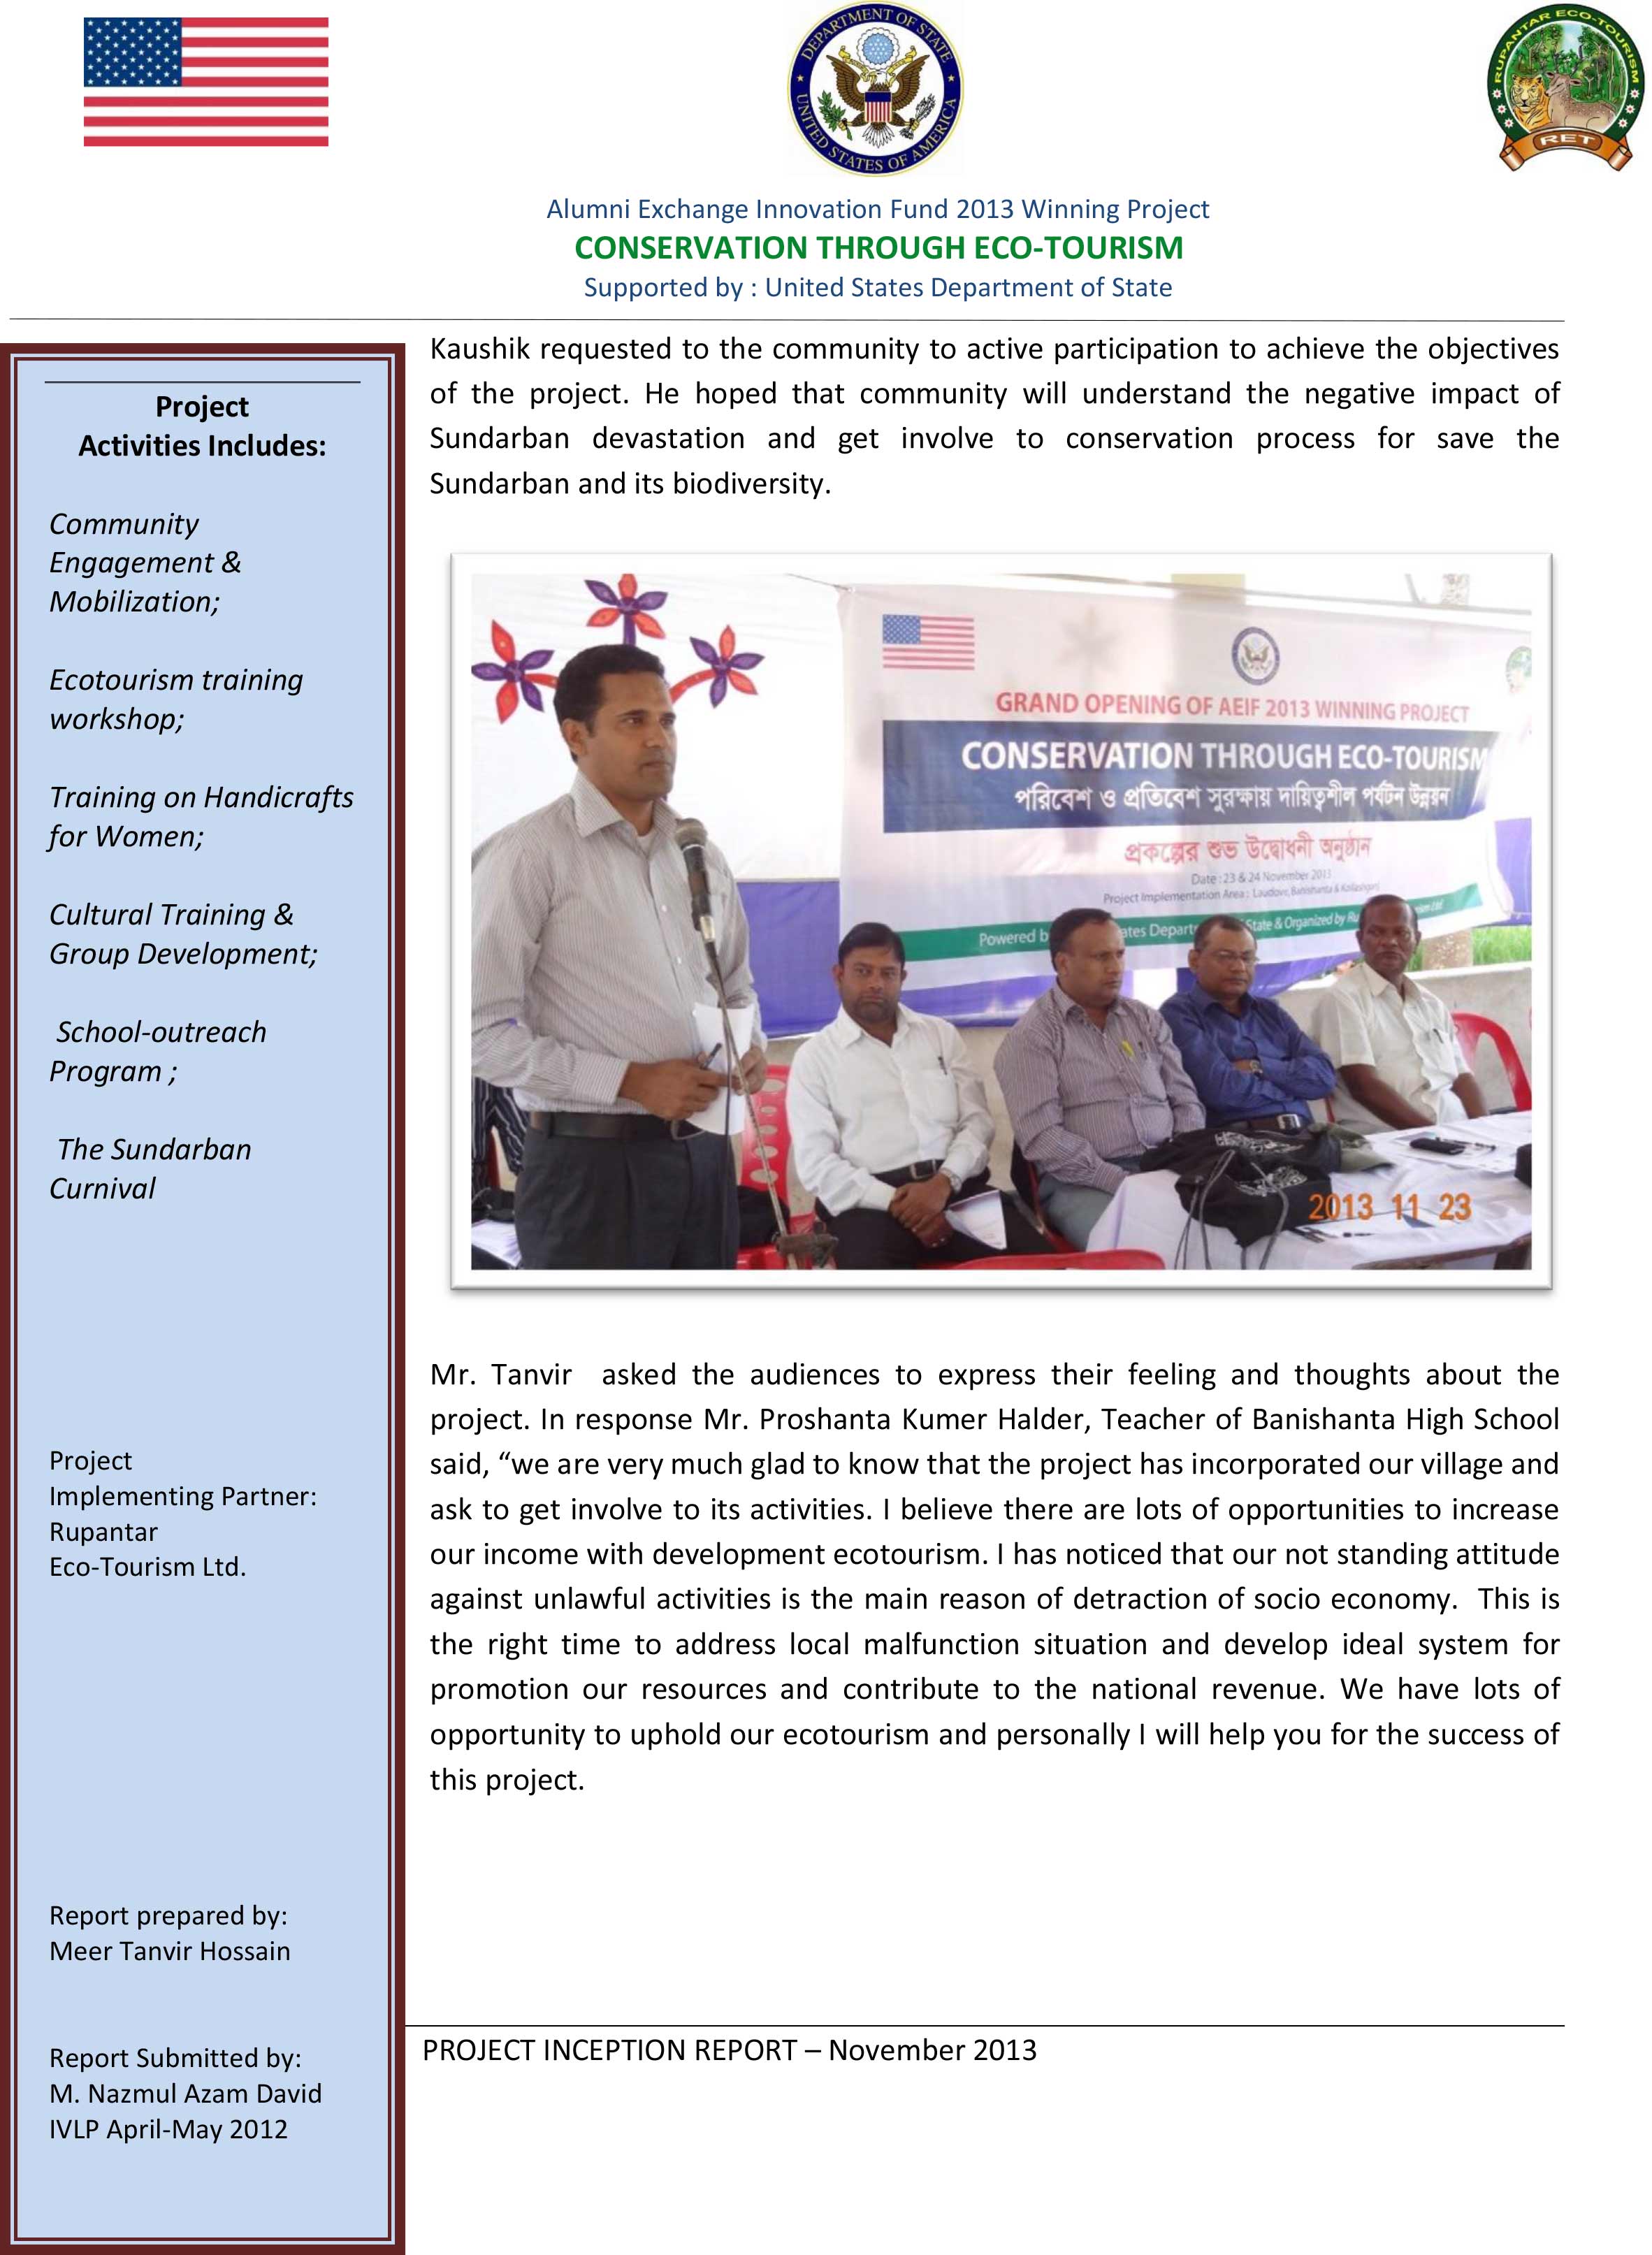 DEPARTMENT OF STATE
UNITED STATES OF AMERICA
RUPANTAR ECO-TOURISM
RET
Alumni Exchange Innovation Fund 2013 Winning Project
CONSERVATION THROUGH ECO-TOURISM
Supported by : United States Department of State
Project
Activities Includes:
Community
Engagement &
Mobilization;
Ecotourism training
workshop;
Training on Handicrafts
for Women;
Cultural Training &
Group Development;
School-outreach
Program ;
The Sundarban
Curnival
Project
Implementing Partner:
Rupantar
Eco-Tourism Ltd.
Report prepared by:
Meer Tanvir Hossain
Report Submitted by:
M. Nazmul Azam David
IVLP April-May 2012
Kaushik requested to the community to active participation to achieve the objectives
of the project. He hoped that community will understand the negative impact of
Sundarban devastation and get involve to conservation process for save the
Sundarban and its biodiversity.
GRAND OPENING OF AEIF 2013 WINNING PROJECT
CONSERVATION THROUGH ECO-TOURISM
পরিবেশ ও প্রতিবেশ সুরক্ষায় দায়িত্বশীল পর্যটন উন্নয়ন
প্রকল্পের শুভ উদ্বোধনী অনুষ্ঠান
Date : 23 & 24 November 2013
Project Implementation Area : Laudove, Banishanta & Kailashganj
Powered b ates Depart State & Organized by Ru ism Ltd.
2013 11 23
Mr. Tanvir asked the audiences to express their feeling and thoughts about the
project. In response Mr. Proshanta Kumer Halder, Teacher of Banishanta High School
said, “we are very much glad to know that the project has incorporated our village and
ask to get involve to its activities. I believe there are lots of opportunities to increase
our income with development ecotourism. I has noticed that our not standing attitude
against unlawful activities is the main reason of detraction of socio economy. This is
the right time to address local malfunction situation and develop ideal system for
promotion our resources and contribute to the national revenue. We have lots of
opportunity to uphold our ecotourism and personally I will help you for the success of
this project.
PROJECT INCEPTION REPORT – November 2013